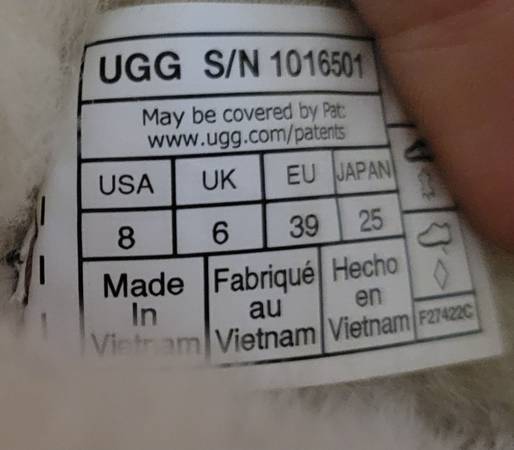 UGG S/N 1016501
May be covered by Pat:
www.ugg.com/patents
USA UK EU JAPAN
8 6 39 25
Made In Vietnam
Fabriqué au Vietnam
Hecho en Vietnam
F27422C